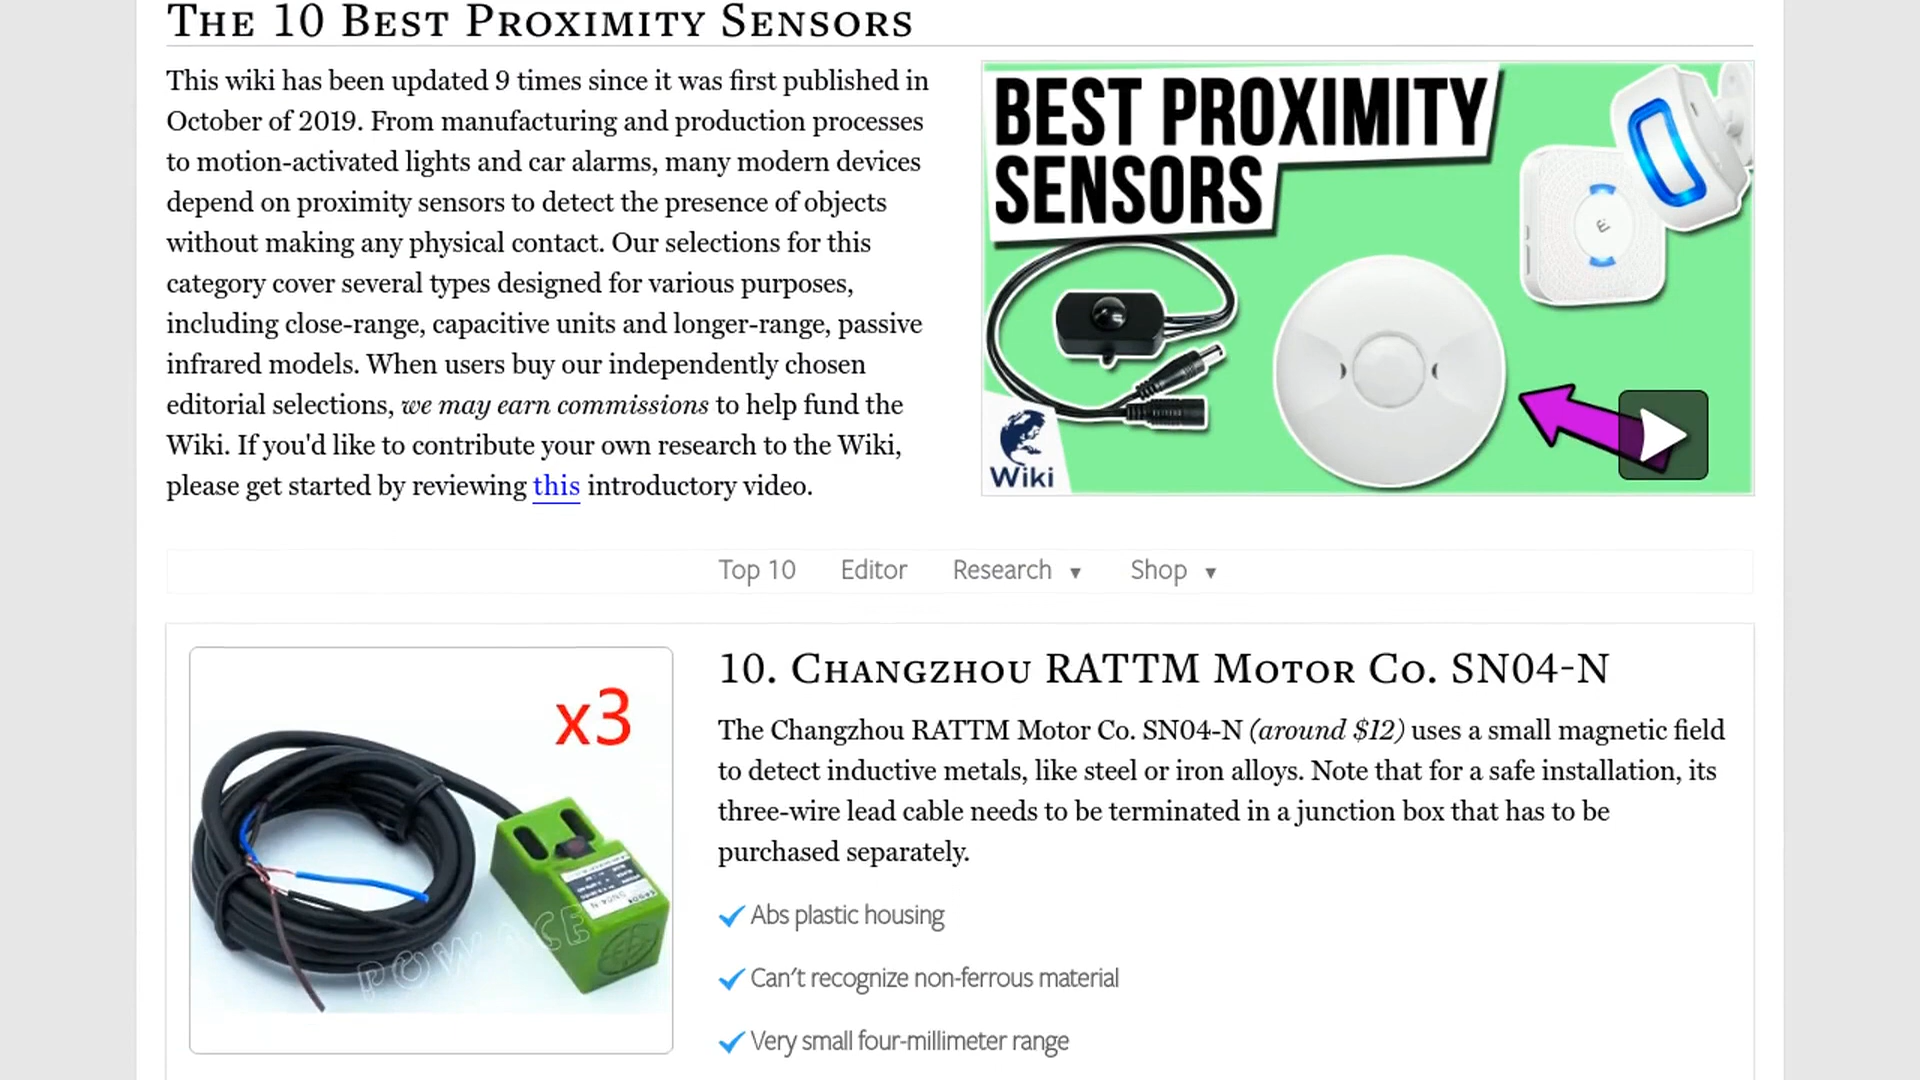 The 10 Best Proximity Sensors
This wiki has been updated 9 times since it was first published in
October of 2019. From manufacturing and production processes
to motion-activated lights and car alarms, many modern devices
depend on proximity sensors to detect the presence of objects
without making any physical contact. Our selections for this
category cover several types designed for various purposes,
including close-range, capacitive units and longer-range, passive
infrared models. When users buy our independently chosen
editorial selections, we may earn commissions to help fund the
Wiki. If you'd like to contribute your own research to the Wiki,
please get started by reviewing this introductory video.
BEST PROXIMITY
SENSORS
Wiki
Top 10 Editor Research ▼ Shop ▼
x3
POW
10. Changzhou RATTM Motor Co. SN04-N
The Changzhou RATTM Motor Co. SN04-N (around $12) uses a small magnetic field
to detect inductive metals, like steel or iron alloys. Note that for a safe installation, its
three-wire lead cable needs to be terminated in a junction box that has to be
purchased separately.
Abs plastic housing
Can't recognize non-ferrous material
Very small four-millimeter range